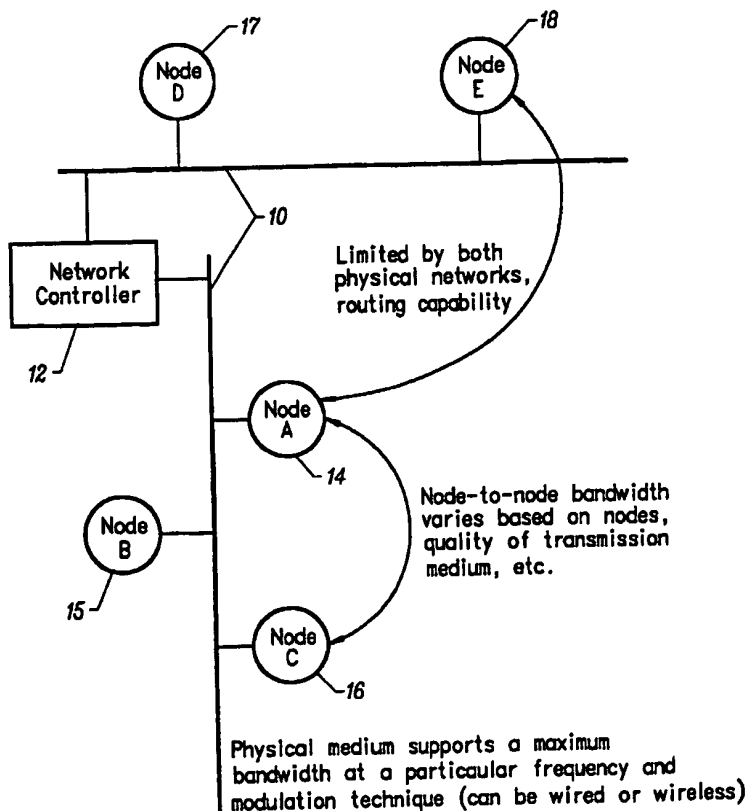 17
Node
D
18
Node
E
10
Network
Controller
12
Limited by both
physical networks,
routing capability
Node
A
14
Node-to-node bandwidth
varies based on nodes,
quality of transmission
medium, etc.
Node
B
15
Node
C
16
Physical medium supports a maximum
bandwidth at a particaular frequency and
modulation technique (can be wired or wireless)